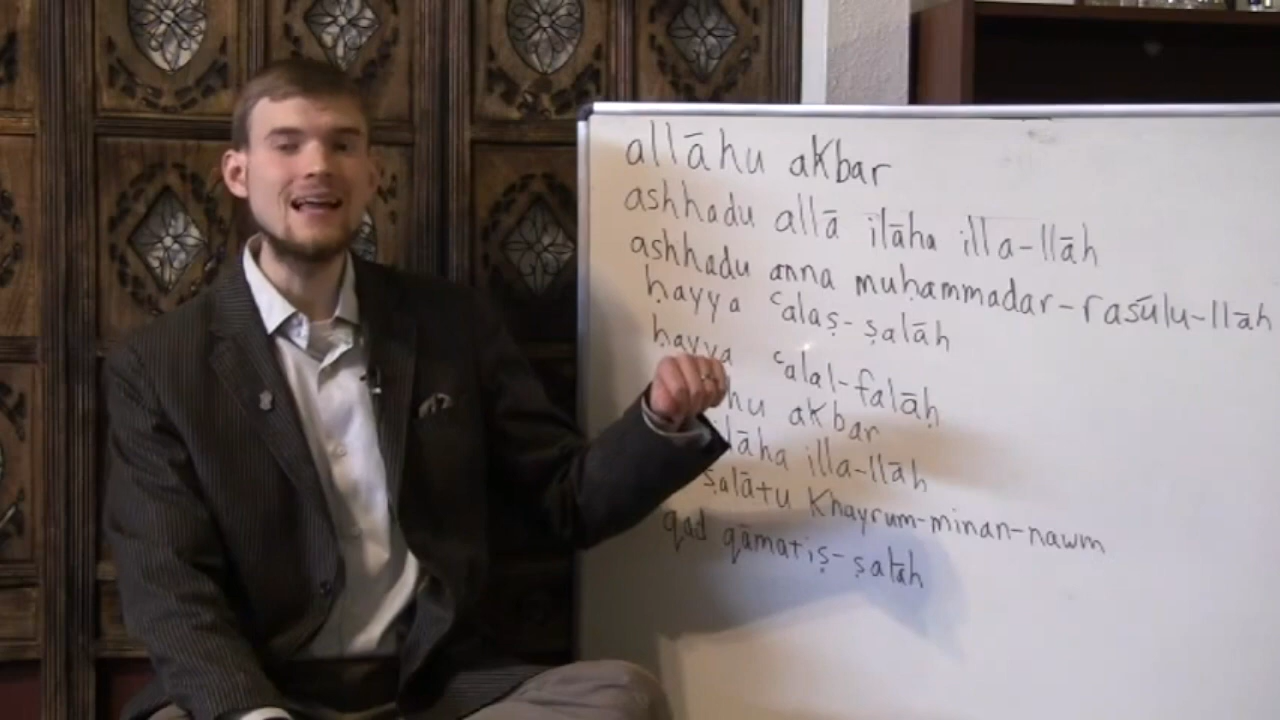 allāhu akbar
ashhadu allā ilāha illa-llāh
ashhadu anna muḥammadar-rasūlu-llāh
ḥayya ʿalaṣ-ṣalāh
ḥayya ʿalal-falāḥ
hu akbar
ilāha illa-llāh
ṣalātu khayrum-minan-nawm
qad qāmatiṣ-ṣalāh